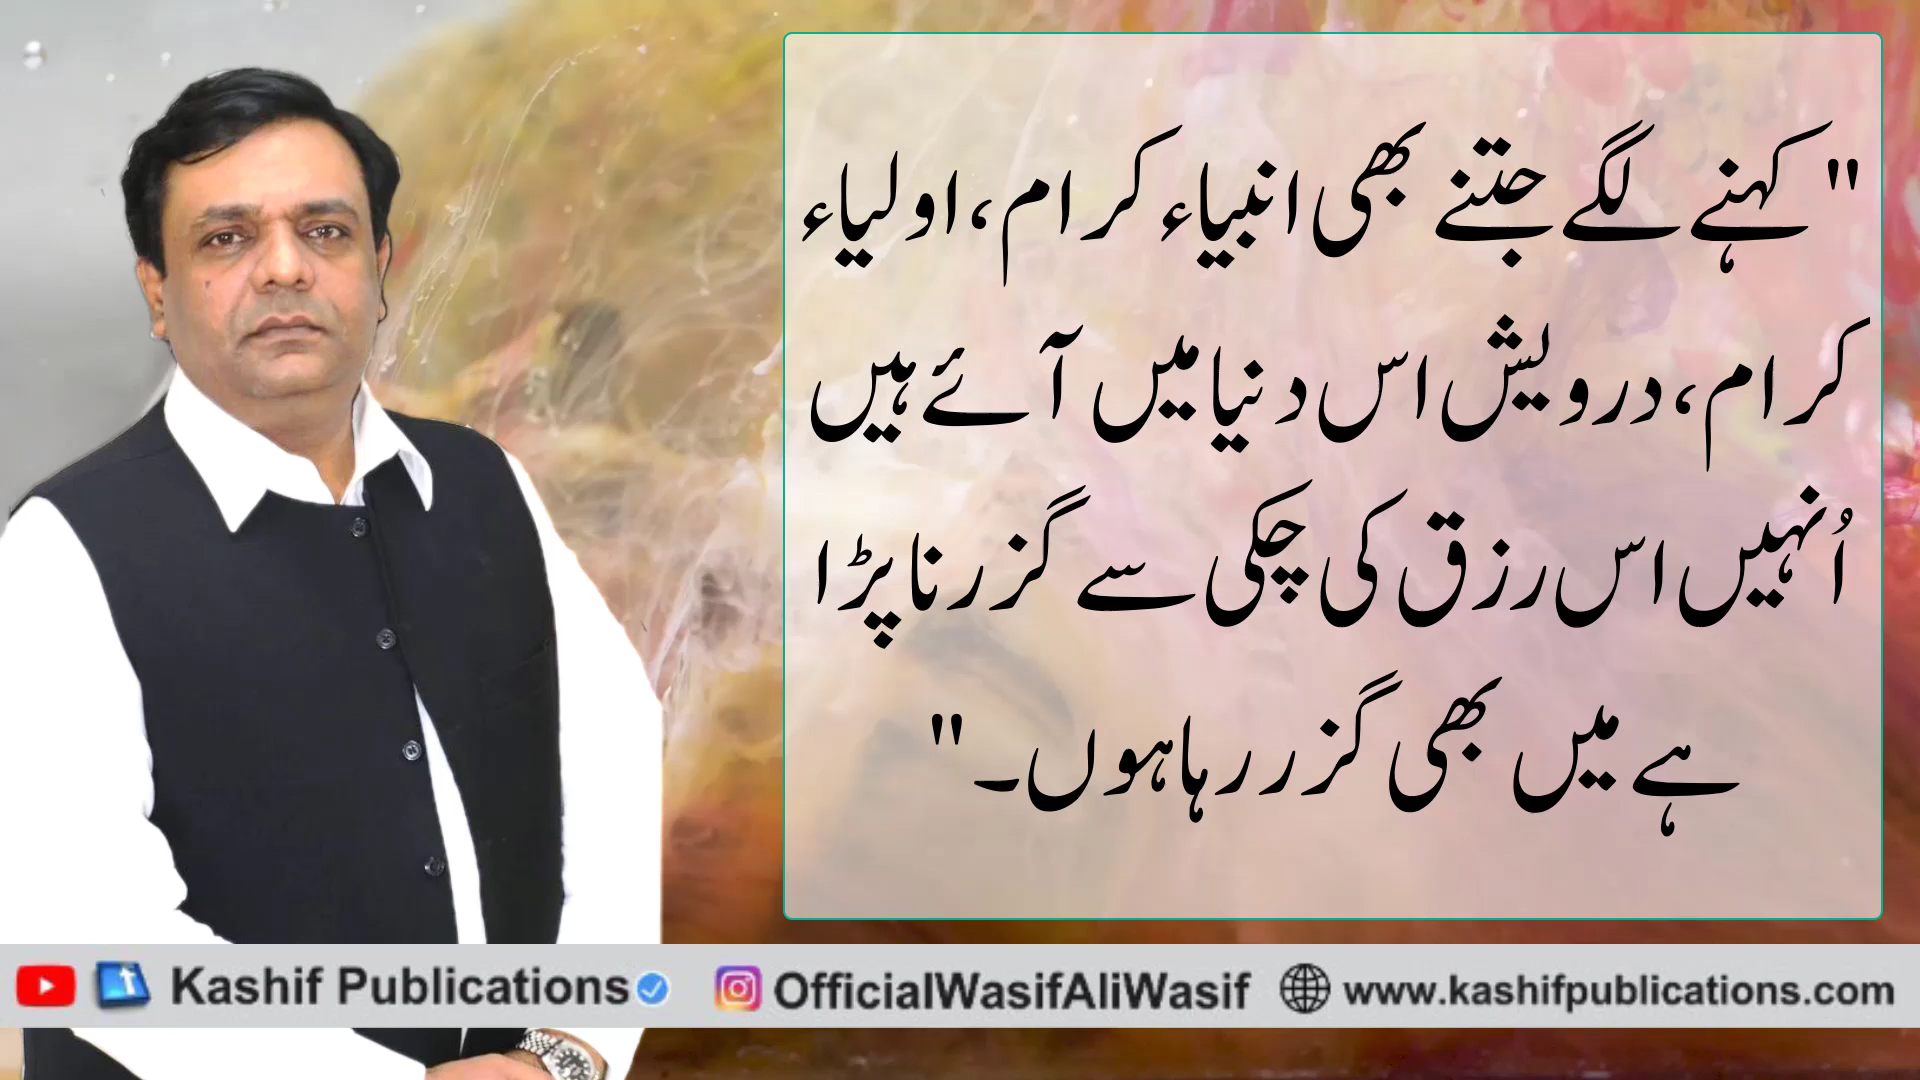 "کہنے لگے جتنے بھی انبیاء کرام، اولیاء
کرام، درویش اس دنیا میں آئے ہیں
اُنہیں اس رزق کی چکی سے گزرنا پڑا
ہے میں بھی گزر رہا ہوں۔"
Kashif Publications OfficialWasifAliWasif www.kashifpublications.com